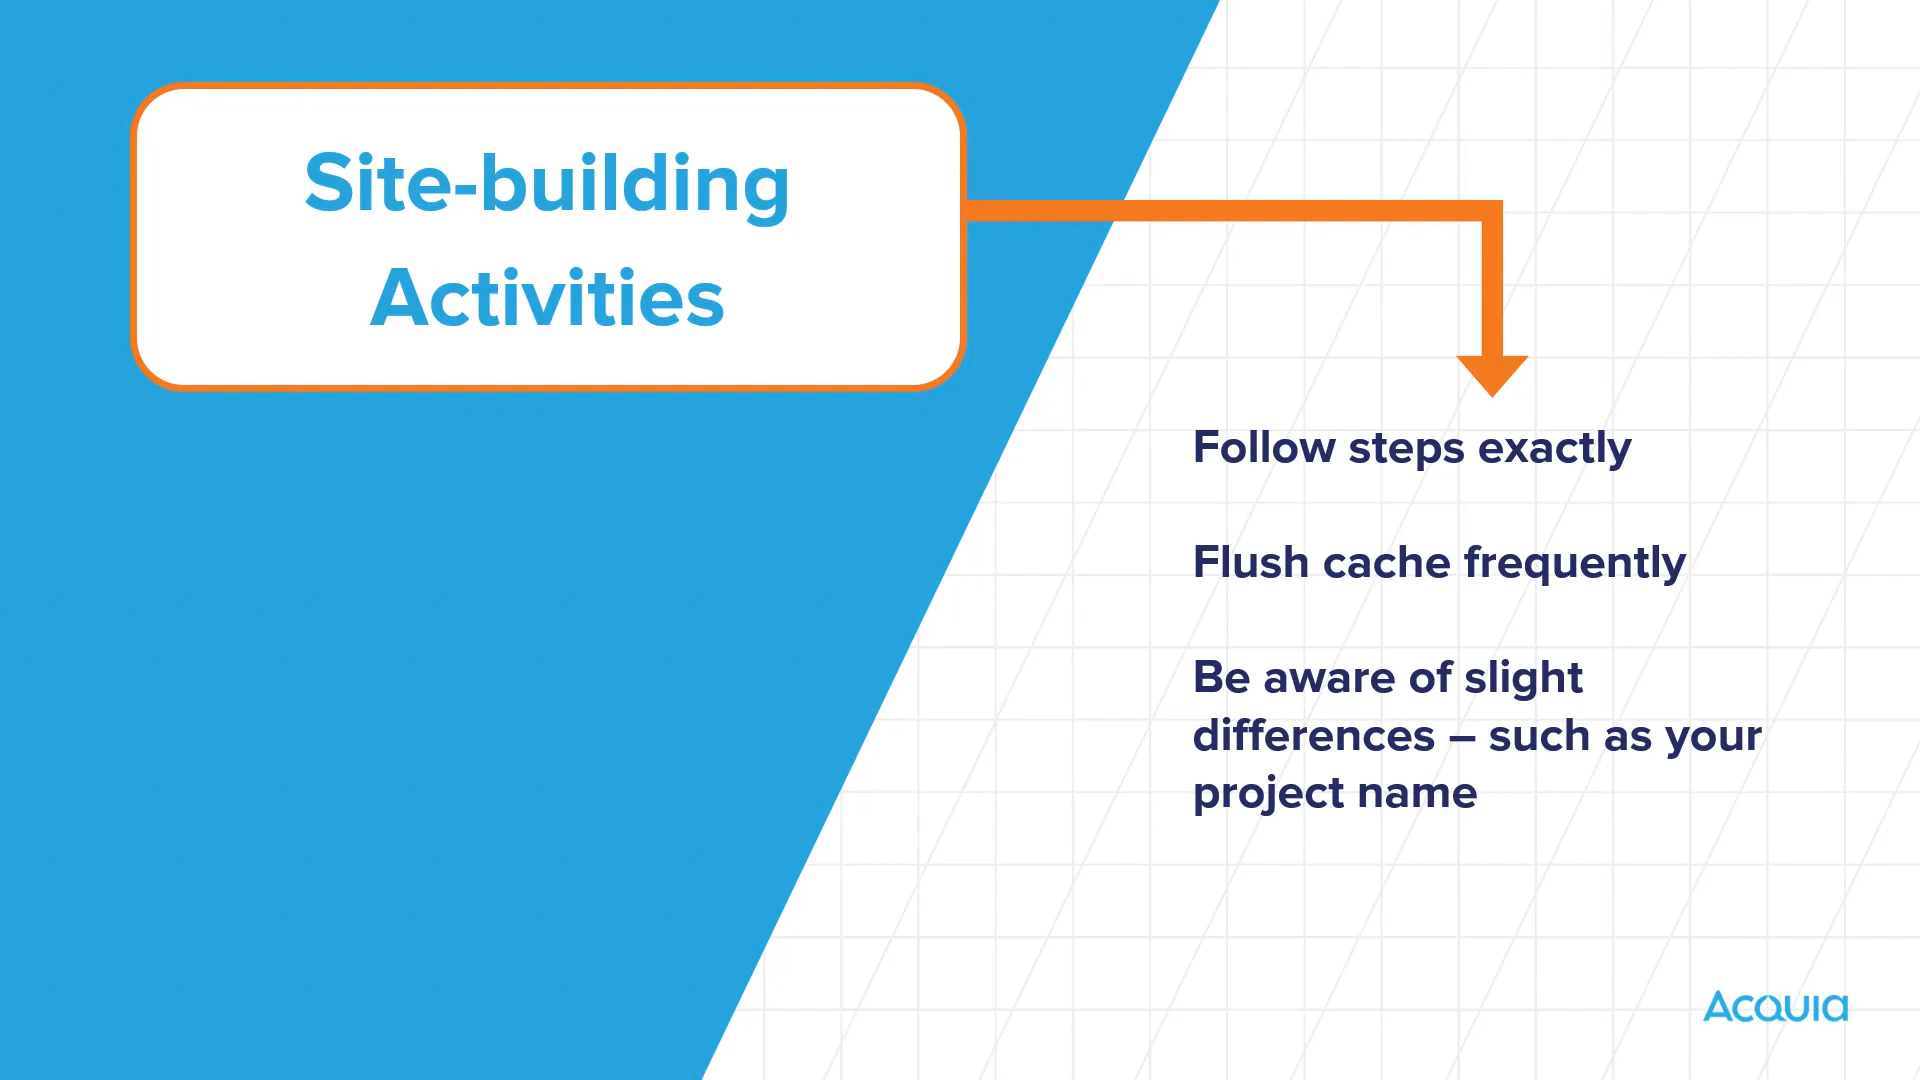 Site-building
Activities
Follow steps exactly
Flush cache frequently
Be aware of slight
differences – such as your
project name
Acquia